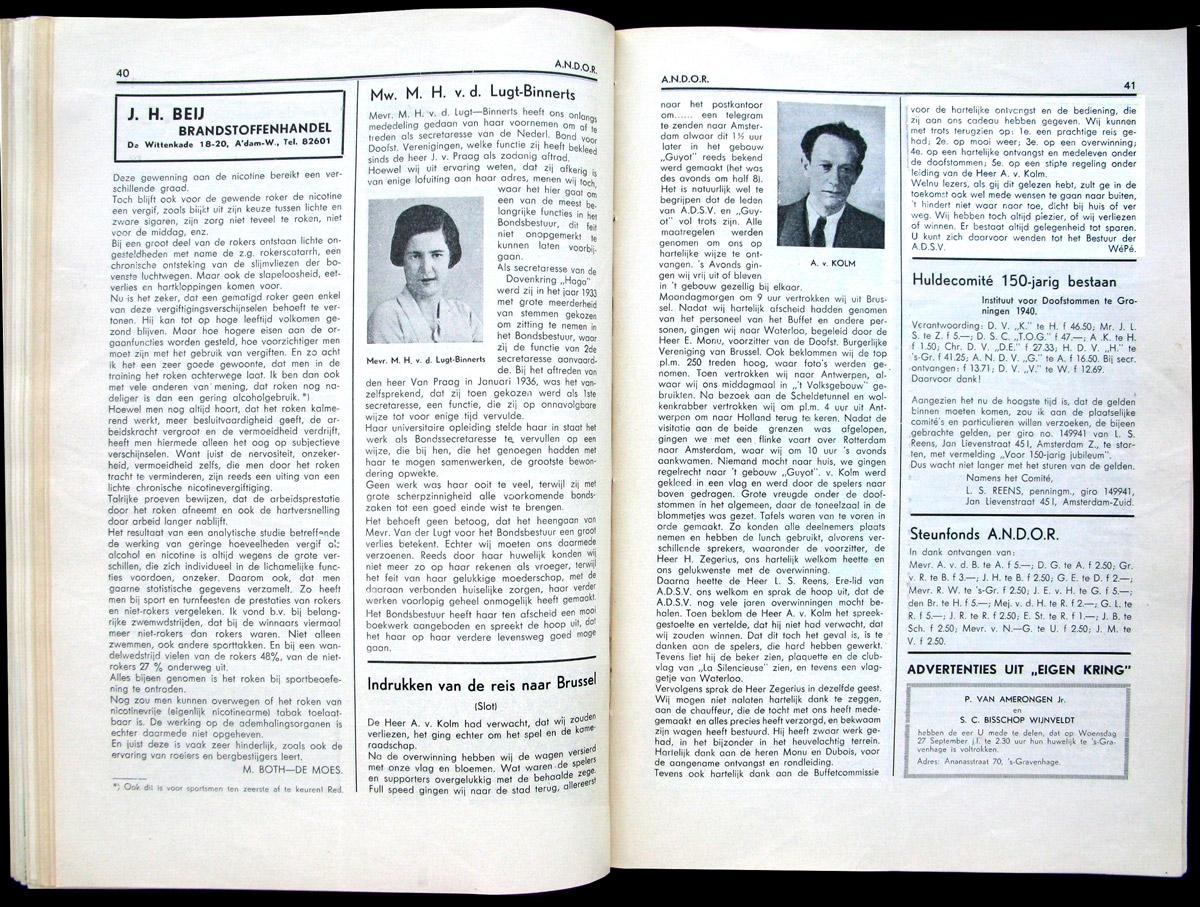 40
A.N.D.O.R.
J. H. BEIJ
BRANDSTOFFENHANDEL
De Wittenkade 18-20, A'dam-W., Tel. 82601
Deze gewenning aan de nicotine bereikt een ver-
schillende graad.
Toch blijft ook voor de gewende roker de nicotine
een vergif, zoals blijkt uit zijn keuze tussen lichte en
zware sigaren, zijn zorg niet teveel te roken, niet
voor de middag, enz.
Bij een groot deel van de rokers ontstaan lichte on-
gesteldheden met name de z.g. rokerscatarrh, een
chronische ontsteking van de slijmvliezen der bo-
venste luchtwegen. Maar ook de slapeloosheid, eet-
verlies en hartkloppingen komen voor.
Nu is het zeker, dat een gematigd roker geen enkel
van deze vergiftigingsverschijnselen behoeft te ver-
tonen. Hij kan tot op hoge leeftijd volkomen ge-
zond blijven. Maar hoe hogere eisen aan de or-
gaanfuncties worden gesteld, hoe voorzichtiger men
moet zijn met het gebruik van vergiften. En zo acht
ik het een zeer goede gewoonte, dat men in de
training het roken achterwege laat. Ik ben dan ook
met vele anderen van mening, dat roken nog na-
deliger is dan een gering alcoholgebruik. *)
Hoewel men nog altijd hoort, dat het roken kalme-
rend werkt, meer besluitvaardigheid geeft, de ar-
beidskracht vergroot en de vermoeidheid verdrijft,
heeft men hiermede alleen het oog op subjectieve
verschijnselen. Want juist de nervositeit, onzeker-
heid, vermoeidheid zelfs, die men door het roken
tracht te verminderen, zijn reeds een uiting van een
lichte chronische nicotinevergiftiging.
Talrijke proeven bewijzen, dat de arbeidsprestatie
door het roken afneemt en ook de hartversnelling
door arbeid langer nablijft.
Het resultaat van een analytische studie betreffende
de werking van geringe hoeveelheden vergif als
alcohol en nicotine is altijd wegens de grote ver-
schillen, die zich individueel in de lichamelijke func-
ties voordoen, onzeker. Daarom ook, dat men
gaarne statistische gegevens verzamelt. Zo heeft
men bij sport en turnfeesten de prestaties van rokers
en niet-rokers vergeleken. Ik vond b.v. bij belang-
rijke zwemwdstrijden, dat bij de winnaars viermaal
meer niet-rokers dan rokers waren. Niet alleen
zwemmen, ook andere sporttakken. En bij een wan-
delwedstrijd vielen van de rokers 48%, van de niet-
rokers 27 % onderweg uit.
Alles bijeen genomen is het roken bij sportbeoefe-
ning te ontraden.
Nog zou men kunnen overwegen of het roken van
nicotinevrije (eigenlijk nicotinearme) tabak toelaat-
baar is. De werking op de ademhalingsorganen is
echter daarmede niet opgeheven.
En juist deze is vaak zeer hinderlijk, zoals ook de
ervaring van roeiers en bergbestijgers leert.
M. BOTH—DE MOES.
*) Ook dit is voor sportsmen ten zeerste af te keuren! Red.
Mw. M. H. v. d. Lugt-Binnerts
Mevr. M. H. v. d. Lugt—Binnerts heeft ons onlangs
mededeling gedaan van haar voornemen om af te
treden als secretaresse van de Nederl. Bond voor
Doofst. Verenigingen, welke functie zij heeft bekleed
sinds de heer J. v. Praag als zodanig aftrad.
Hoewel wij uit ervaring weten, dat zij afkerig is
van enige lofuiting aan haar adres, menen wij toch,
waar het hier gaat om
een van de meest be-
langrijke functies in het
Bondsbestuur, dit feit
niet onopgemerkt te
kunnen laten voorbij-
gaan.
Als secretaresse van de
Dovenkring „Haga"
werd zij in het jaar 1933
met grote meerderheid
van stemmen gekozen
om zitting te nemen in
het Bondsbestuur, waar
zij de functie van 2de
secretaresse aanvaard-
de. Bij het aftreden van
Mevr. M. H. v. d. Lugt-Binnerts
den heer Van Praag in Januari 1936, was het van-
zelfsprekend, dat zij toen gekozen werd als 1ste
secretaresse, een functie, die zij op onnavolgbare
wijze tot voor enige tijd vervulde.
Haar universitaire opleiding stelde haar in staat het
werk als Bondssecretaresse te vervullen op een
wijze, die bij hen, die het genoegen hadden met
haar te mogen samenwerken, de grootste bewon-
dering opwekte.
Geen werk was haar ooit te veel, terwijl zij met
grote scherpzinnigheid alle voorkomende bonds-
zaken tot een goed einde wist te brengen.
Het behoeft geen betoog, dat het heengaan van
Mevr. Van der Lugt voor het Bondsbestuur een groot
verlies betekent. Echter wij moeten ons daarmede
verzoenen. Reeds door haar huwelijk konden wij
niet meer zo op haar rekenen als vroeger, terwijl
het feit van haar gelukkige moederschap, met de
daaraan verbonden huiselijke zorgen, haar verder
werken voorlopig geheel onmogelijk heeft gemaakt.
Het Bondsbestuur heeft haar ten afscheid een mooi
boekwerk aangeboden en spreekt de hoop uit, dat
het haar op haar verdere levensweg goed moge
gaan.
Indrukken van de reis naar Brussel
(Slot)
De Heer A. v. Kolm had verwacht, dat wij zouden
verliezen, het ging echter om het spel en de kame-
raadschap.
Na de overwinning hebben wij de wagen versierd
met onze vlag en bloemen. Wat waren de spelers
en supporters overgelukkig met de behaalde zege.
Full speed gingen wij naar de stad terug, allereerst
A.N.D.O.R.
41
naar het postkantoor
om...... een telegram
te zenden naar Amster-
dam alwaar dit 1½ uur
later in het gebouw
„Guyot" reeds bekend
werd gemaakt (het was
des avonds om half 8).
Het is natuurlijk wel te
begrijpen dat de leden
van A.D.S.V. en „Guy-
ot" vol trots zijn. Alle
maatregelen werden
genomen om ons op
hartelijke wijze te ont-
vangen. 's Avonds gin-
gen wij vrij uit of bleven
A. v. KOLM
in 't gebouw gezellig bij elkaar.
Maandagmorgen om 9 uur vertrokken wij uit Brus-
sel. Nadat wij hartelijk afscheid hadden genomen
van het personeel van het Buffet en andere per-
sonen, gingen wij naar Waterloo, begeleid door de
Heer E. Monu, voorzitter van de Doofst. Burgerlijke
Vereniging van Brussel. Ook beklommen wij de top
pl.m. 250 treden hoog, waar foto's werden ge-
nomen. Toen vertrokken wij naar Antwerpen, al-
waar wij ons middagmaal in „'t Volksgebouw" ge-
bruikten. Na bezoek aan de Scheldetunnel en wol-
kenkrabber vertrokken wij om p.l.m. 4 uur uit Ant-
werpen om naar Holland terug te keren. Nadat de
visitatie aan de beide grenzen was afgelopen,
gingen we met een flinke vaart over Rotterdam
naar Amsterdam, waar wij om 10 uur 's avonds
aankwamen. Niemand mocht naar huis, we gingen
regelrecht naar 't gebouw „Guyot". v. Kolm werd
gekleed in een vlag en werd door de spelers naar
boven gedragen. Grote vreugde onder de doof-
stommen in het algemeen, daar de toneelzaal in de
blommetjes was gezet. Tafels waren van te voren in
orde gemaakt. Zo konden alle deelnemers plaats
nemen en hebben de lunch gebruikt, alvorens ver-
schillende sprekers, waaronder de voorzitter, de
Heer H. Zegerius, ons hartelijk welkom heette en
ons gelukwenste met de overwinning.
Daarna heette de Heer L. S. Reens, Ere-lid van
A.D.S.V. ons welkom en sprak de hoop uit, dat de
A.D.S.V. nog vele jaren overwinningen mocht be-
halen. Toen beklom de Heer A. v. Kolm het spreek-
gestoelte en vertelde, dat hij niet had verwacht, dat
wij zouden winnen. Dat dit toch het geval is, is te
danken aan de spelers, die hard hebben gewerkt.
Tevens liet hij de beker zien, plaquette en de club-
vlag van „La Silencieuse" zien, en tevens een vlag-
getje van Waterloo.
Vervolgens sprak de Heer Zegerius in dezelfde geest.
Wij mogen niet nalaten hartelijk dank te zeggen,
aan de chauffeur, die de tocht met ons heeft mede-
gemaakt en alles precies heeft verzorgd, en bekwaam
zijn wagen heeft bestuurd. Hij heeft zwaar werk ge-
had, in het bijzonder in het heuvelachtig terrein.
Hartelijk dank aan de heren Monu en Dubois, voor
de aangename ontvangst en rondleiding.
Tevens ook hartelijk dank aan de Buffetcommissie
voor de hartelijke ontvangst en de bediening, die
zij aan ons cadeau hebben gegeven. Wij kunnen
met trots terugzien op: 1e. een prachtige reis ge-
had; 2e. op mooi weer; 3e. op een overwinning;
4e. op een hartelijke ontvangst en medeleven onder
de doofstommen; 5e. op een stipte regeling onder
leiding van de Heer A. v. Kolm.
Welnu lezers, als gij dit gelezen hebt, zult ge in de
toekomst ook wel mede wensen te gaan naar buiten,
't hindert niet waar naar toe, dicht bij huis of ver
weg. Wij hebben toch altijd plezier, of wij verliezen
of winnen. Er bestaat altijd gelegenheid tot sparen.
U kunt zich daarvoor wenden tot het Bestuur der
A.D.S.V. WéPé.
Huldecomité 150-jarig bestaan
Instituut voor Doofstommen te Gro-
ningen 1940.
Verantwoording: D. V. „K." te H. f 46.50; Mr. J. L.
S. te Z. f 5.—; D. S. C. „T.O.G." f 47.—; A .K. te H.
f 1.50; Chr. D. V. „D.E." f 27.33; H. D. V. „H." te
's-Gr. f 41.25; A. N. D. V. „G." te A. f 16.50. Bij secr.
ontvangen: f 13.71; D. V. „V." te W. f 12.69.
Daarvoor dank!
Aangezien het nu de hoogste tijd is, dat de gelden
binnen moeten komen, zou ik aan de plaatselijke
comité's en particulieren willen verzoeken, de bijeen
gebrachte gelden, per giro no. 149941 van L. S.
Reens, Jan Lievenstraat 45 I, Amsterdam Z., te stor-
ten, met vermelding „Voor 150-jarig jubileum".
Dus wacht niet langer met het sturen van de gelden.
Namens het Comité,
L. S. REENS, penningm., giro 149941,
Jan Lievenstraat 45 I, Amsterdam-Zuid.
Steunfonds A.N.D.O.R.
In dank ontvangen van:
Mevr. A. v. d. B. te A. f 5.—; D. G. te A. f 2.50; Gr.
v. R. te B. f 3.—; J. H. te B. f 2.50; G. E. te D. f 2.—;
Mevr. R. W. te 's-Gr. f 2.50; J. E. v. H. te G. f 5.—;
den Br. te H. f 5.—; Mej. v. d. H. te R. f 2.—; G. L. te
R. f 5.—; J. R. te R. f 2.50; E. St. te R. f 1.—; J. B. te
Sch. f 2.50; Mevr. v. N.—G. te U. f 2.50; J. M. te
V. f 2.50.
ADVERTENTIES UIT „EIGEN KRING"
P. VAN AMERONGEN Jr.
en
S. C. BISSCHOP WIJNVELDT
hebben de eer U mede te delen, dat op Woensdag
27 September j.l. te 2.30 uur hun huwelijk te 's-Gra-
venhage is voltrokken.
Adres: Ananasstraat 70, 's-Gravenhage.